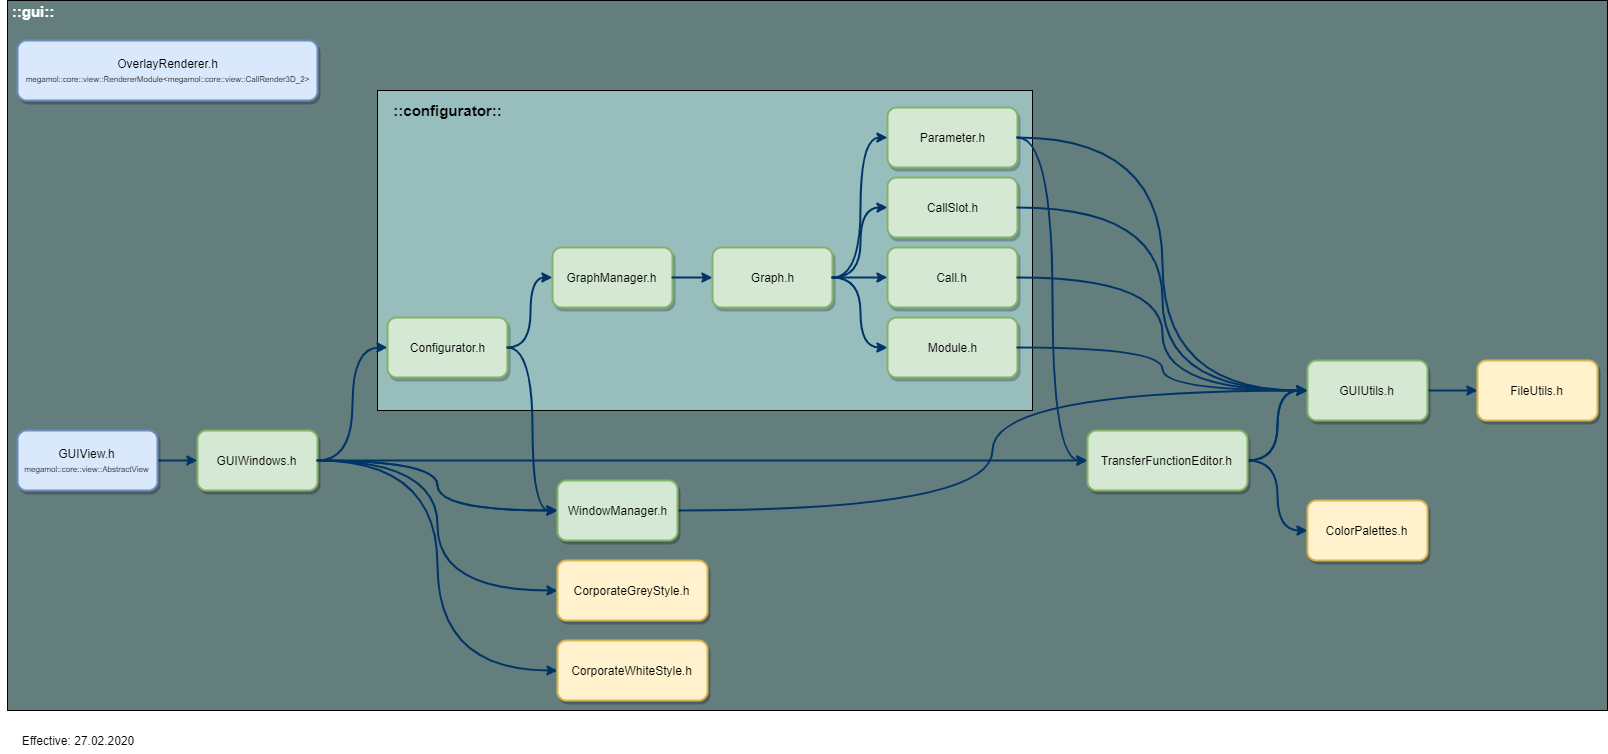 ::gui::
OverlayRenderer.h
megamol::core::view::RendererModule<megamol::core::view::CallRender3D_2>
::configurator::
Parameter.h
CallSlot.h
GraphManager.h
Graph.h
Call.h
Configurator.h
Module.h
GUIUtils.h
FileUtils.h
GUIView.h
megamol::core::view::AbstractView
GUIWindows.h
TransferFunctionEditor.h
WindowManager.h
ColorPalettes.h
CorporateGreyStyle.h
CorporateWhiteStyle.h
Effective: 27.02.2020